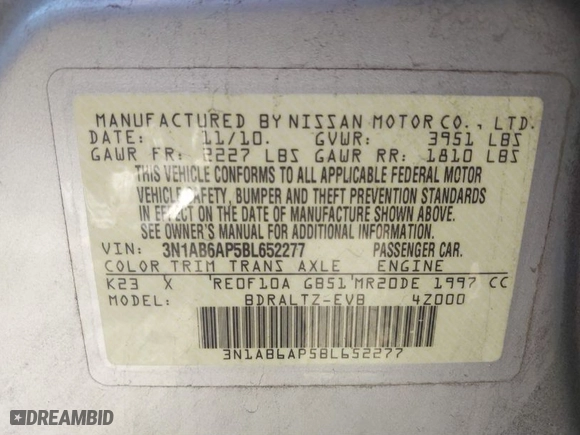 MANUFACTURED BY NISSAN MOTOR CO., LTD.
DATE: 11/10. GVWR: 3951 LBS
GAWR FR: 2227 LBS GAWR RR: 1810 LBS
THIS VEHICLE CONFORMS TO ALL APPLICABLE FEDERAL MOTOR
VEHICLE SAFETY, BUMPER AND THEFT PREVENTION STANDARDS
IN EFFECT ON THE DATE OF MANUFACTURE SHOWN ABOVE.
SEE OWNER'S MANUAL FOR ADDITIONAL INFORMATION.
VIN: 3N1AB6AP5BL652277 PASSENGER CAR.
COLOR TRIM TRANS AXLE ENGINE
K23 X 'RE0F10A GB51'MR20DE 1997 CC
MODEL: BDRALTZ-EVB 4Z000
3N1AB6AP5BL652277
DREAMBID